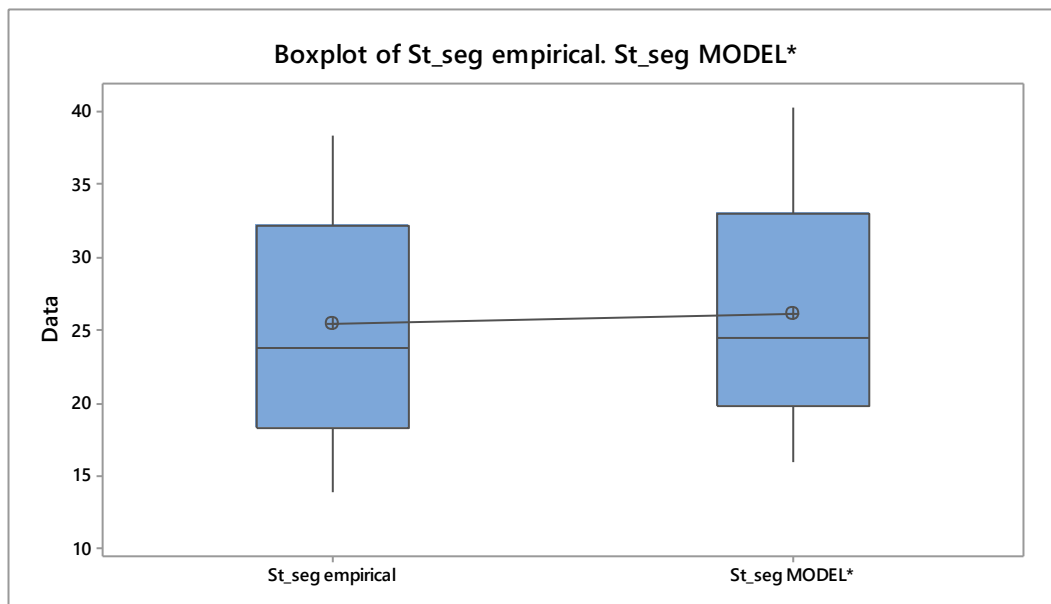 Boxplot of St_seg empirical. St_seg MODEL*
40
35
30
25
20
15
10
Data
St_seg empirical
St_seg MODEL*